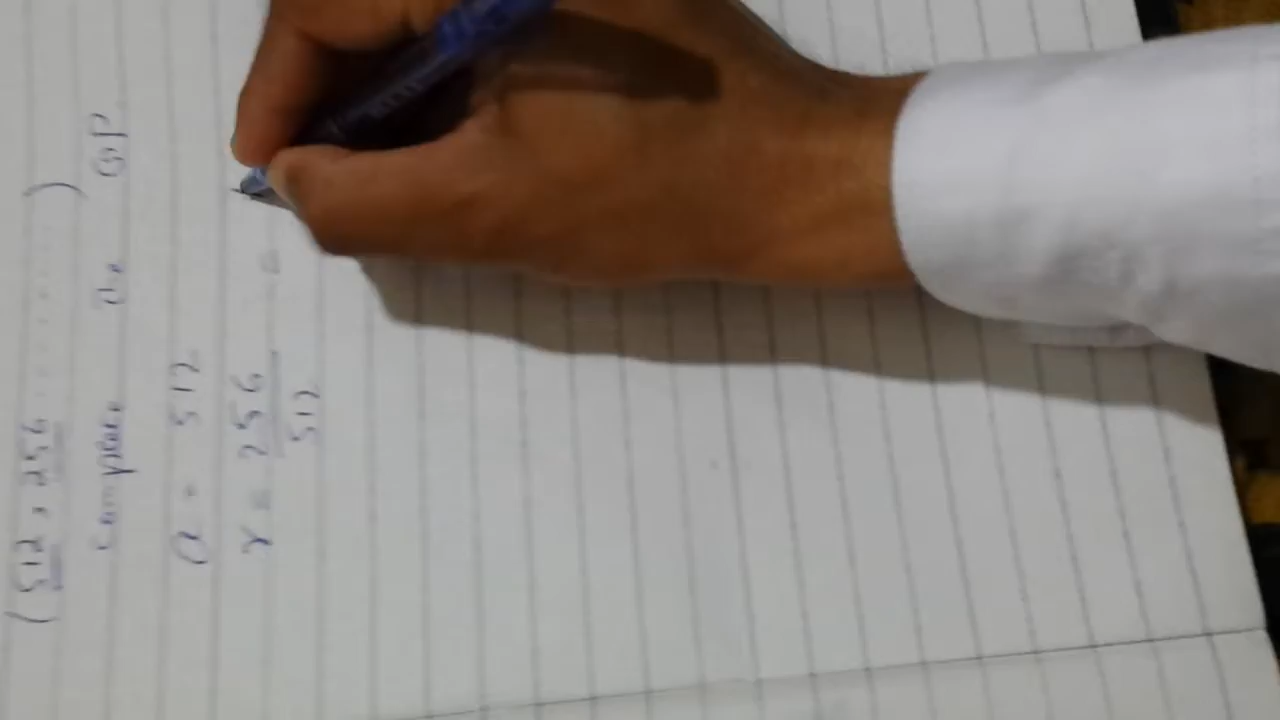 (512, 256 ........ )
Complete the GP.
a = 512
r = 256 =
512